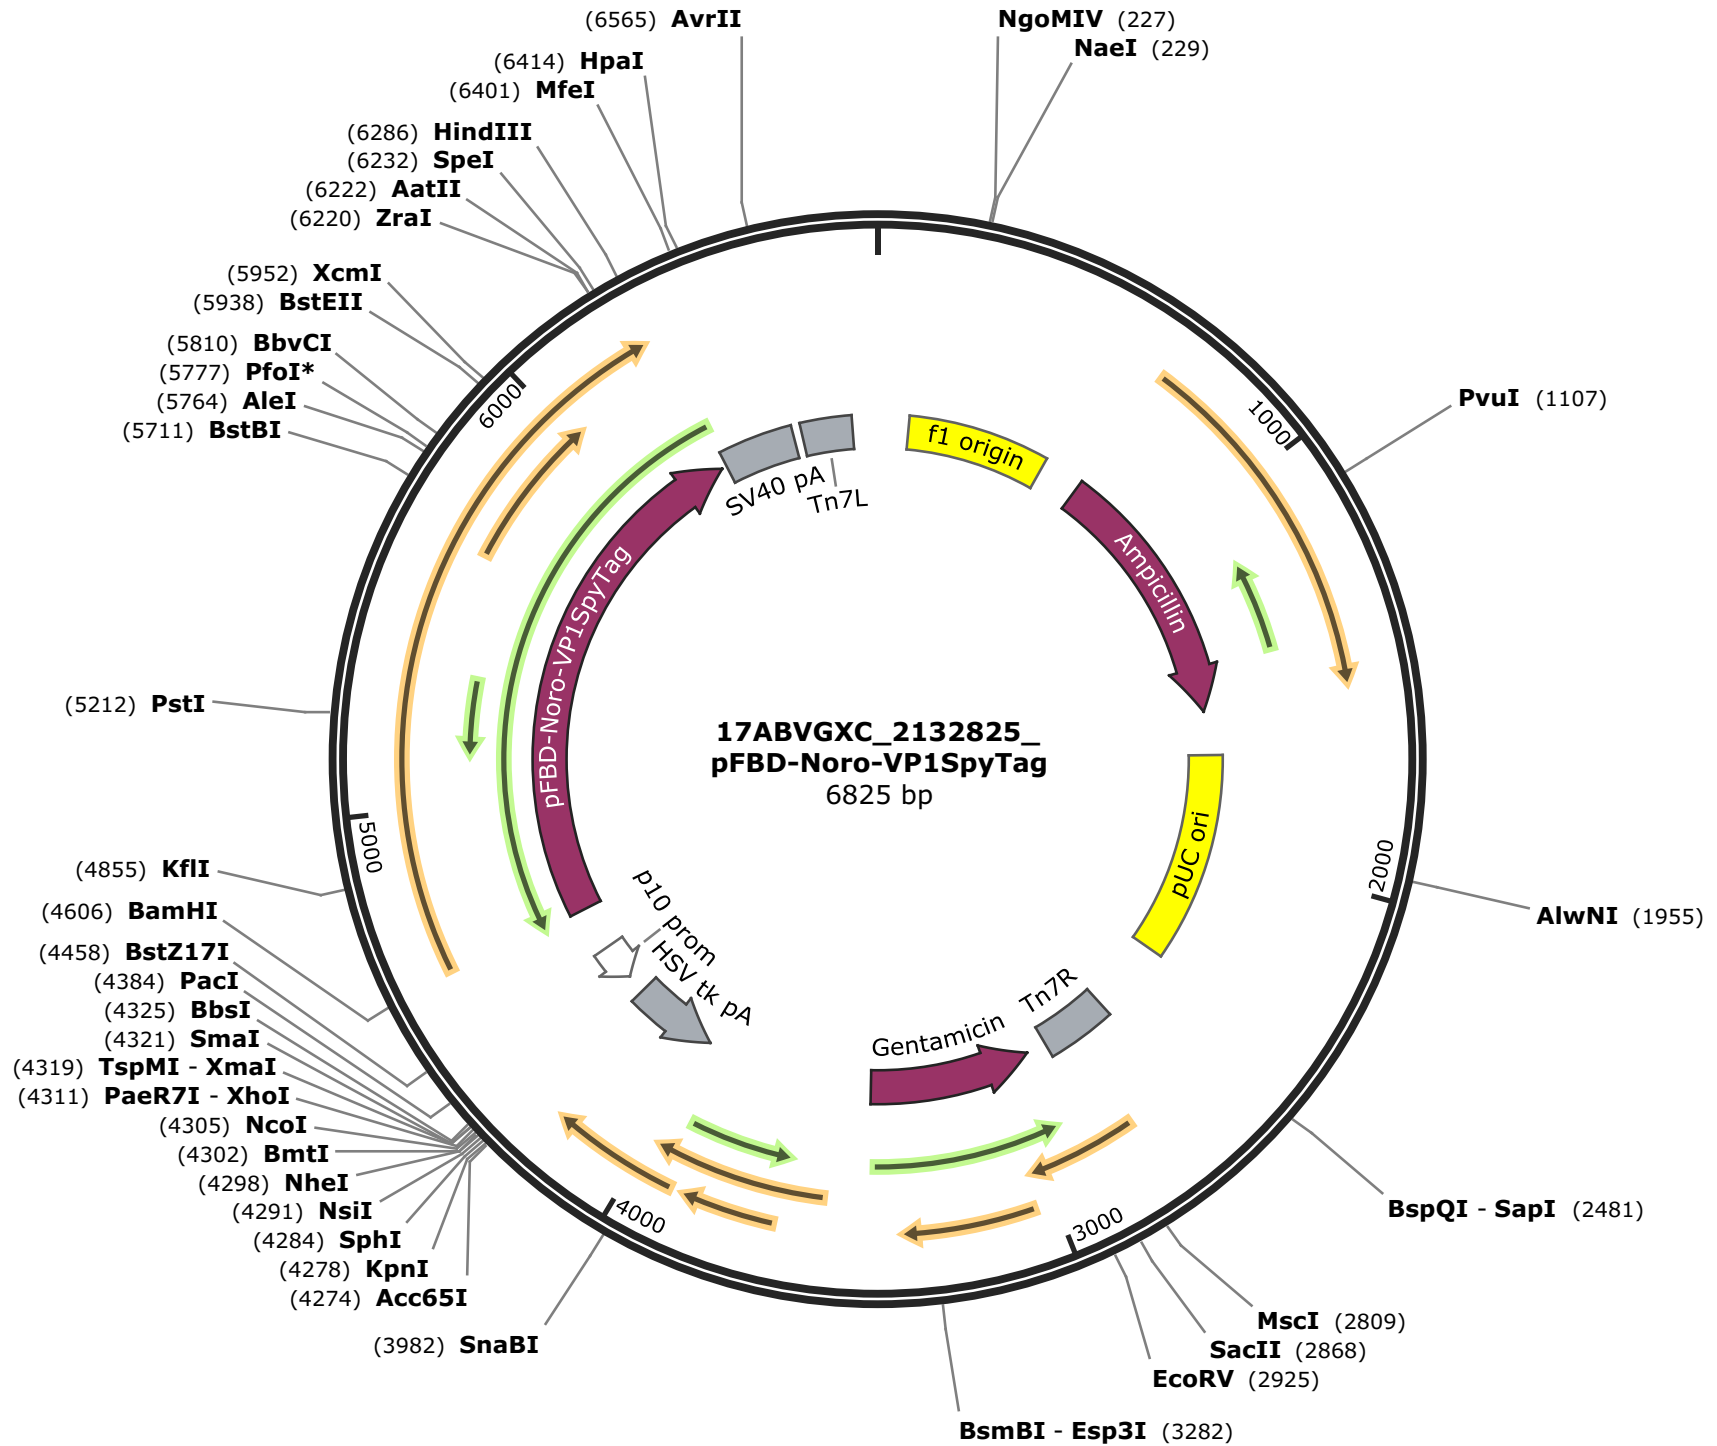 (6565) AvrII
NgoMIV (227)
NaeI (229)
(6414) HpaI
(6401) MfeI
(6286) HindIII
(6232) SpeI
(6222) AatII
(6220) ZraI
(5952) XcmI
(5938) BstEII
(5810) BbvCI
(5777) PfoI*
(5764) AleI
(5711) BstBI
PvuI (1107)
6000
1000
f1 origin
SV40 pA
Tn7L
Ampicillin
pFBD-Noro-VP1SpyTag
(5212) PstI
17ABVGXC_2132825_
pFBD-Noro-VP1SpyTag
6825 bp
5000
pUC ori
2000
(4855) KflI
(4606) BamHI
(4458) BstZ17I
(4384) PacI
(4325) BbsI
(4321) SmaI
(4319) TspMI - XmaI
(4311) PaeR7I - XhoI
(4305) NcoI
(4302) BmtI
(4298) NheI
(4291) NsiI
(4284) SphI
(4278) KpnI
(4274) Acc65I
(3982) SnaBI
p10 prom
HSV tk pA
Gentamicin
Tn7R
AlwNI (1955)
BspQI - SapI (2481)
4000
3000
MscI (2809)
SacII (2868)
EcoRV (2925)
BsmBI - Esp3I (3282)